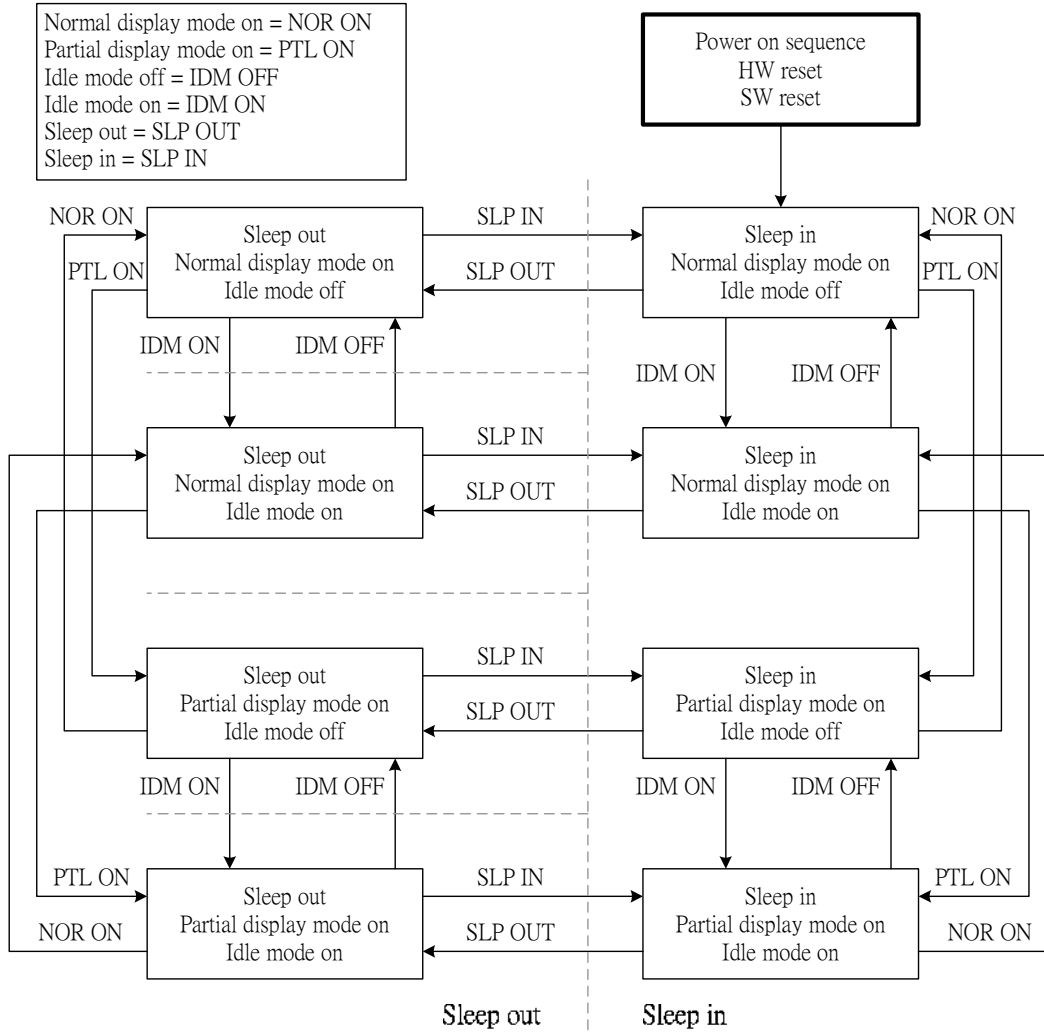 Normal display mode on = NOR ON
Partial display mode on = PTL ON
Idle mode off = IDM OFF
Idle mode on = IDM ON
Sleep out = SLP OUT
Sleep in = SLP IN
Power on sequence
HW reset
SW reset
NOR ON
PTL ON
Sleep out
Normal display mode on
Idle mode off
SLP IN
SLP OUT
Sleep in
Normal display mode on
Idle mode off
NOR ON
PTL ON
IDM ON
IDM OFF
IDM ON
IDM OFF
Sleep out
Normal display mode on
Idle mode on
SLP IN
SLP OUT
Sleep in
Normal display mode on
Idle mode on
Sleep out
Partial display mode on
Idle mode off
SLP IN
SLP OUT
Sleep in
Partial display mode on
Idle mode off
IDM ON
IDM OFF
IDM ON
IDM OFF
PTL ON
NOR ON
Sleep out
Partial display mode on
Idle mode on
SLP IN
SLP OUT
Sleep in
Partial display mode on
Idle mode on
PTL ON
NOR ON
Sleep out
Sleep in